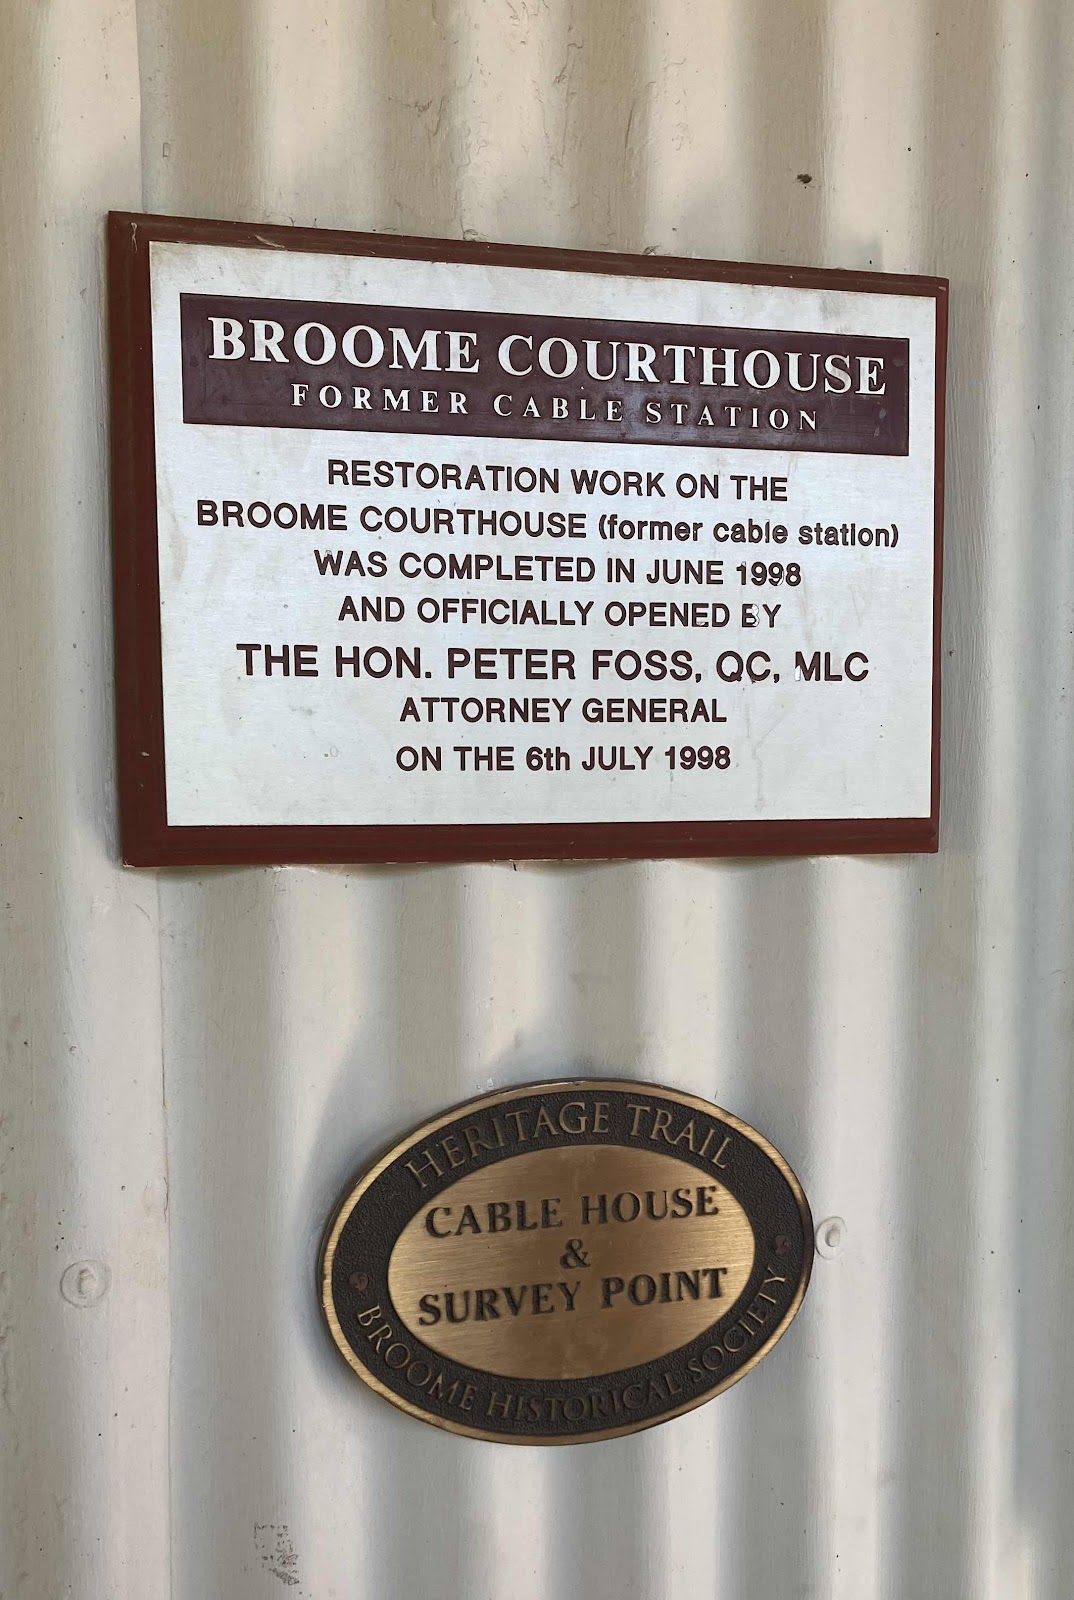 BROOME COURTHOUSE
FORMER CABLE STATION
RESTORATION WORK ON THE
BROOME COURTHOUSE (former cable station)
WAS COMPLETED IN JUNE 1998
AND OFFICIALLY OPENED BY
THE HON. PETER FOSS, QC, MLC
ATTORNEY GENERAL
ON THE 6th JULY 1998
HERITAGE TRAIL
CABLE HOUSE
&
SURVEY POINT
BROOME HISTORICAL SOCIETY